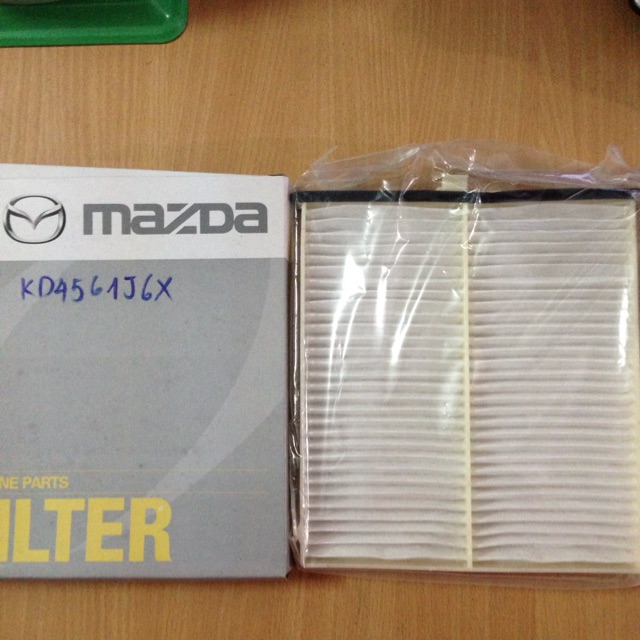 mazda
KD4561J6X
NE PARTS
ILTER